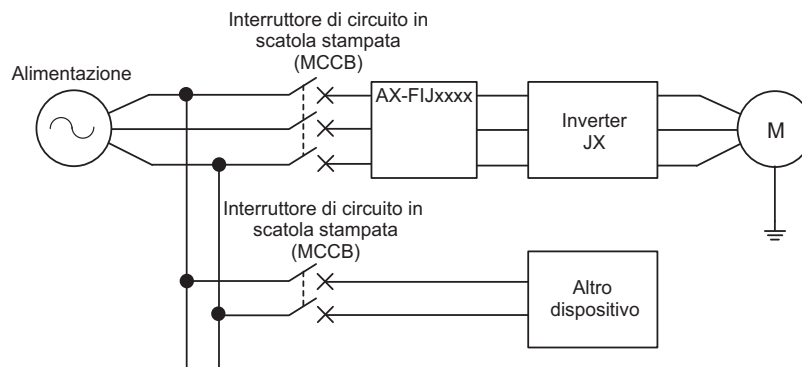 Interruttore di circuito in
scatola stampata
(MCCB)
Alimentazione
AX-FIJxxxx
Inverter
JX
M
Interruttore di circuito in
scatola stampata
(MCCB)
Altro
dispositivo